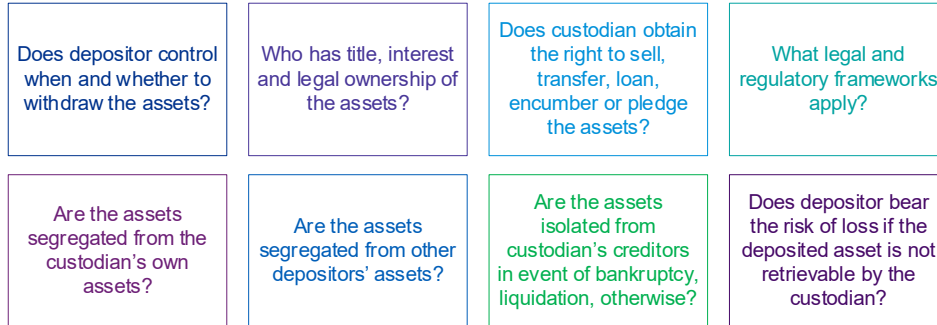 Does depositor control
when and whether to
withdraw the assets?
Who has title, interest
and legal ownership of
the assets?
Does custodian obtain
the right to sell,
transfer, loan,
encumber or pledge
the assets?
What legal and
regulatory frameworks
apply?
Are the assets
segregated from the
custodian’s own
assets?
Are the assets
segregated from other
depositors’ assets?
Are the assets
isolated from
custodian’s creditors
in event of bankruptcy,
liquidation, otherwise?
Does depositor bear
the risk of loss if the
deposited asset is not
retrievable by the
custodian?